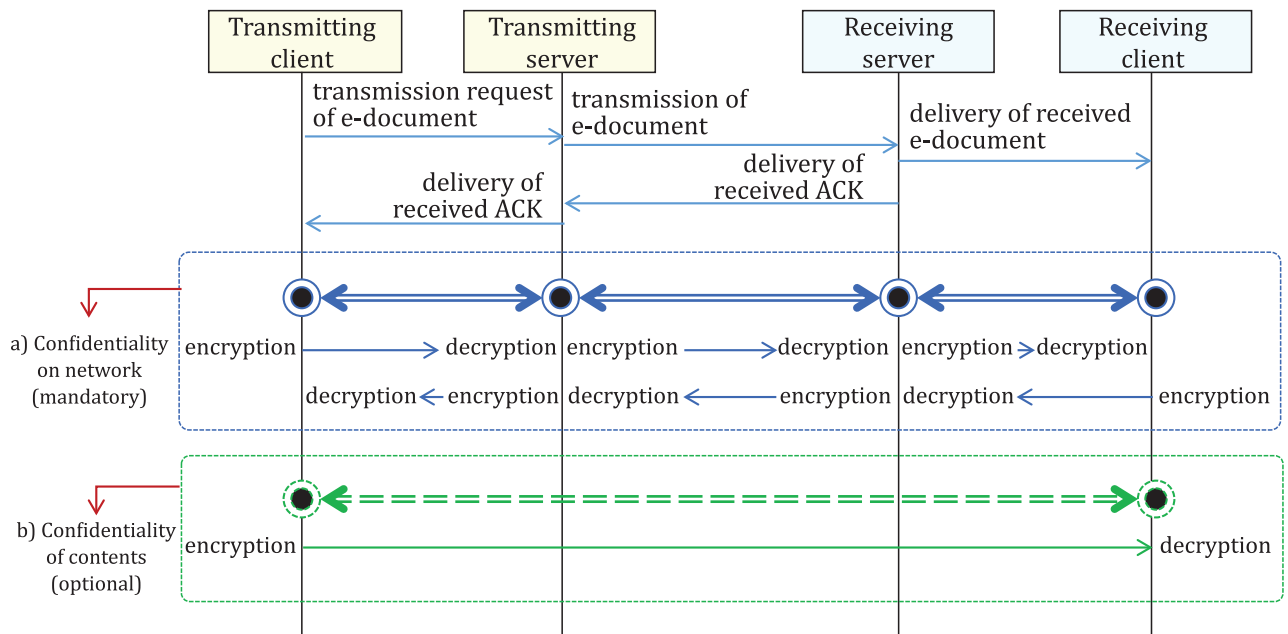 Transmitting
client
Transmitting
server
Receiving
server
Receiving
client
transmission request
of e-document
transmission of
e-document
delivery of received
e-document
delivery of
received ACK
delivery of
received ACK
a) Confidentiality
on network
(mandatory)
encryption decryption encryption decryption encryption decryption
decryption encryption decryption encryption decryption encryption
b) Confidentiality
of contents
(optional)
encryption decryption